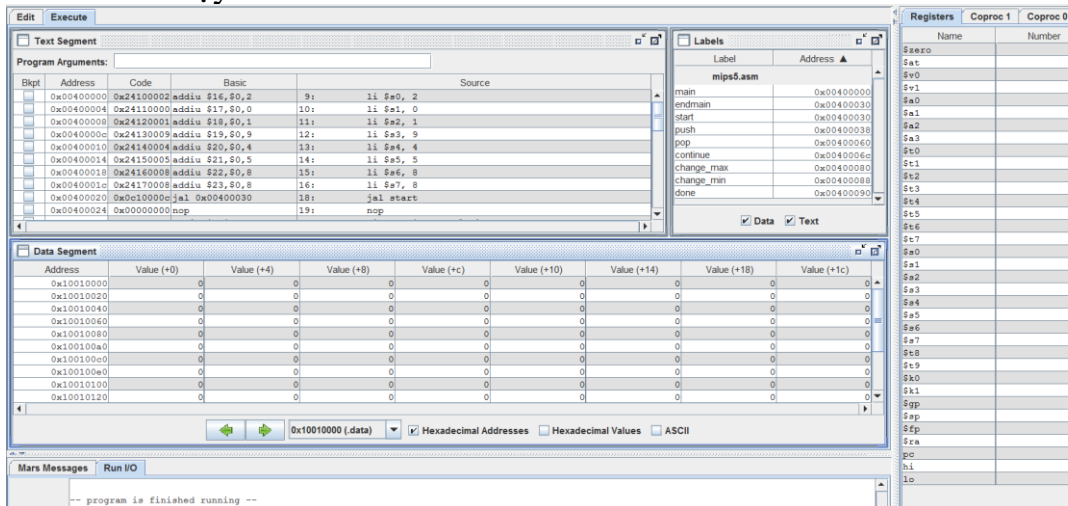 Edit Execute
Text Segment
Program Arguments:
Bkpt Address Code Basic Source
0x00400000 0x24100002 addiu $16,$0,2 9: li $s0, 2
0x00400004 0x24110000 addiu $17,$0,0 10: li $s1, 0
0x00400008 0x24120001 addiu $18,$0,1 11: li $s2, 1
0x0040000c 0x24130009 addiu $19,$0,9 12: li $s3, 9
0x00400010 0x24140004 addiu $20,$0,4 13: li $s4, 4
0x00400014 0x24150005 addiu $21,$0,5 14: li $s5, 5
0x00400018 0x24160008 addiu $22,$0,8 15: li $s6, 8
0x0040001c 0x24170008 addiu $23,$0,8 16: li $s7, 8
0x00400020 0x0c10000c jal 0x00400030 18: jal start
0x00400024 0x00000000 nop 19: nop
Labels
Label Address ▲
mips5.asm
main 0x00400000
endmain 0x00400030
start 0x00400030
push 0x00400038
pop 0x00400060
continue 0x0040006c
change_max 0x00400080
change_min 0x00400088
done 0x00400090
Data Text
Data Segment
Address Value (+0) Value (+4) Value (+8) Value (+c) Value (+10) Value (+14) Value (+18) Value (+1c)
0x10010000 0 0 0 0 0 0 0 0
0x10010020 0 0 0 0 0 0 0 0
0x10010040 0 0 0 0 0 0 0 0
0x10010060 0 0 0 0 0 0 0 0
0x10010080 0 0 0 0 0 0 0 0
0x100100a0 0 0 0 0 0 0 0 0
0x100100c0 0 0 0 0 0 0 0 0
0x100100e0 0 0 0 0 0 0 0 0
0x10010100 0 0 0 0 0 0 0 0
0x10010120 0 0 0 0 0 0 0 0
0x10010000 (.data) Hexadecimal Addresses Hexadecimal Values ASCII
Mars Messages Run I/O
-- program is finished running --
Registers Coproc 1 Coproc 0
Name Number
$zero
$at
$v0
$v1
$a0
$a1
$a2
$a3
$t0
$t1
$t2
$t3
$t4
$t5
$t6
$t7
$s0
$s1
$s2
$s3
$s4
$s5
$s6
$s7
$t8
$t9
$k0
$k1
$gp
$sp
$fp
$ra
pc
hi
lo